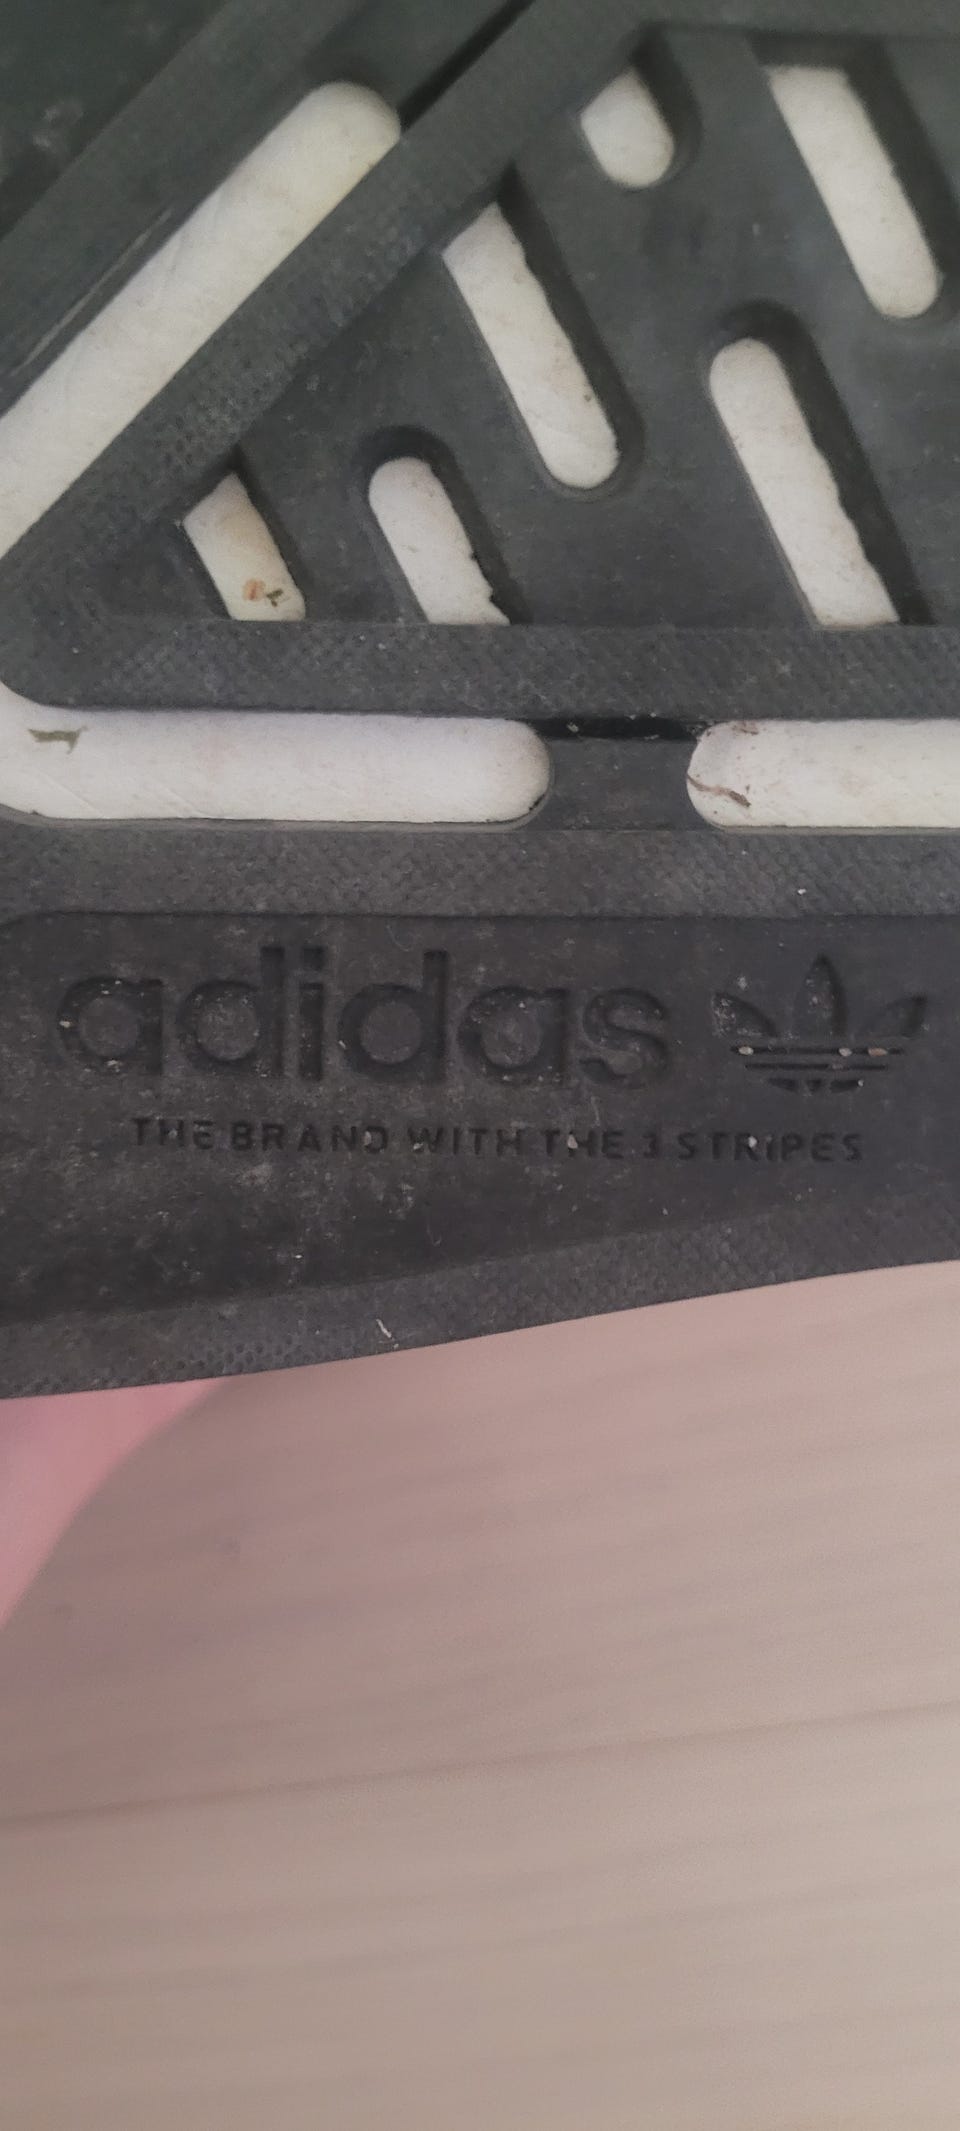 adidas
THE BRAND WITH THE 3 STRIPES